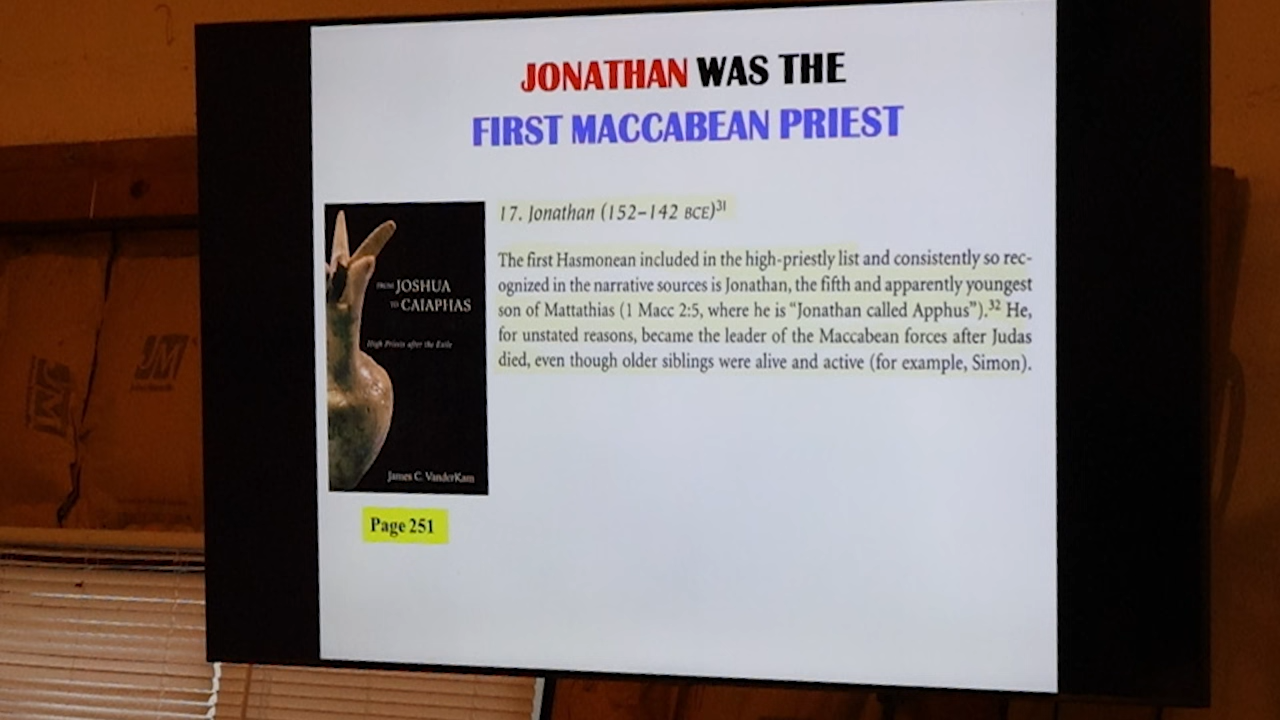 JONATHAN WAS THE
FIRST MACCABEAN PRIEST
17. Jonathan (152–142 BCE)31
The first Hasmonean included in the high-priestly list and consistently so rec-
ognized in the narrative sources is Jonathan, the fifth and apparently youngest
son of Mattathias (1 Macc 2:5, where he is “Jonathan called Apphus”).32 He,
for unstated reasons, became the leader of the Maccabean forces after Judas
died, even though older siblings were alive and active (for example, Simon).
FROM JOSHUA
TO CAIAPHAS
High Priests after the Exile
James C. VanderKam
Page 251
JM
JM